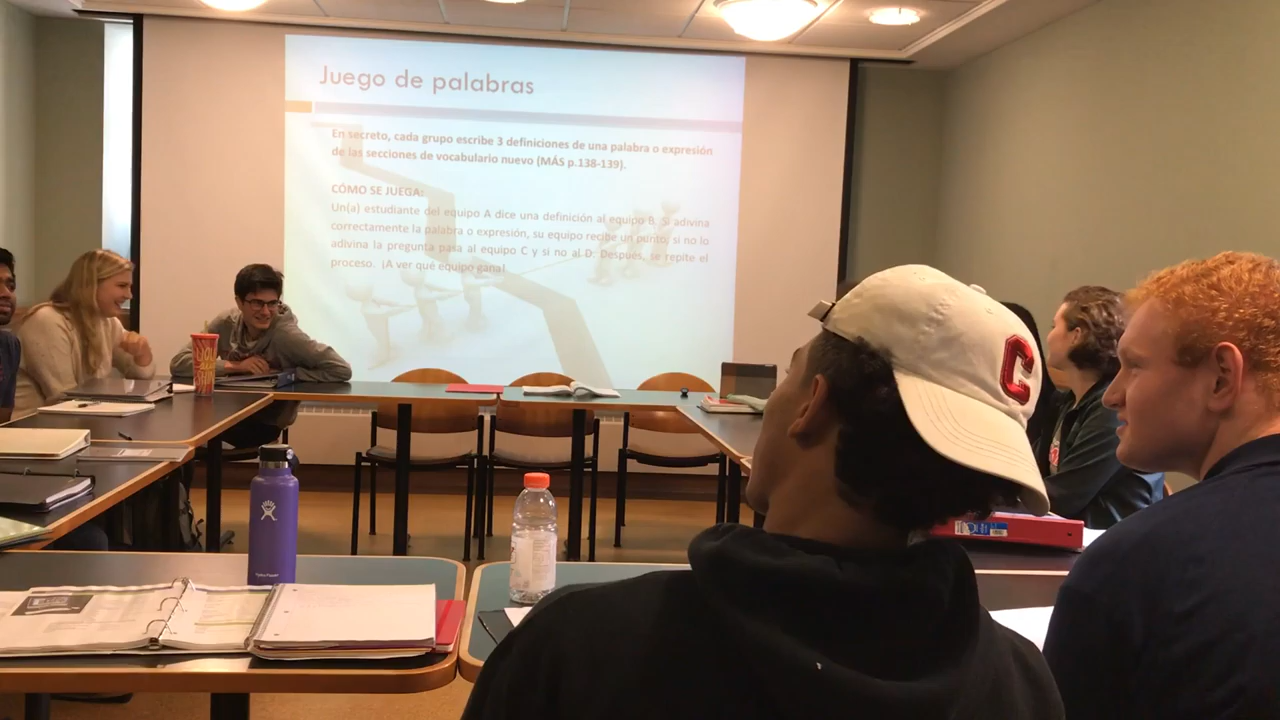 Juego de palabras
En secreto, cada grupo escribe 3 definiciones de una palabra o expresión
de las secciones de vocabulario nuevo (MÁS p.138-139).
CÓMO SE JUEGA:
Un(a) estudiante del equipo A dice una definición al equipo B. Si adivina
correctamente la palabra o expresión, su equipo recibe un punto, si no lo
adivina la pregunta pasa al equipo C y si no al D. Después, se repite el
proceso. ¡A ver qué equipo gana!
C